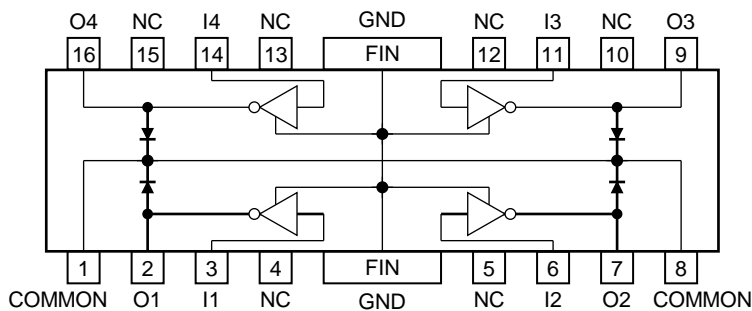 O4 NC I4 NC GND NC I3 NC O3
16 15 14 13 FIN 12 11 10 9
1 2 3 4 FIN 5 6 7 8
COMMON O1 I1 NC GND NC I2 O2 COMMON